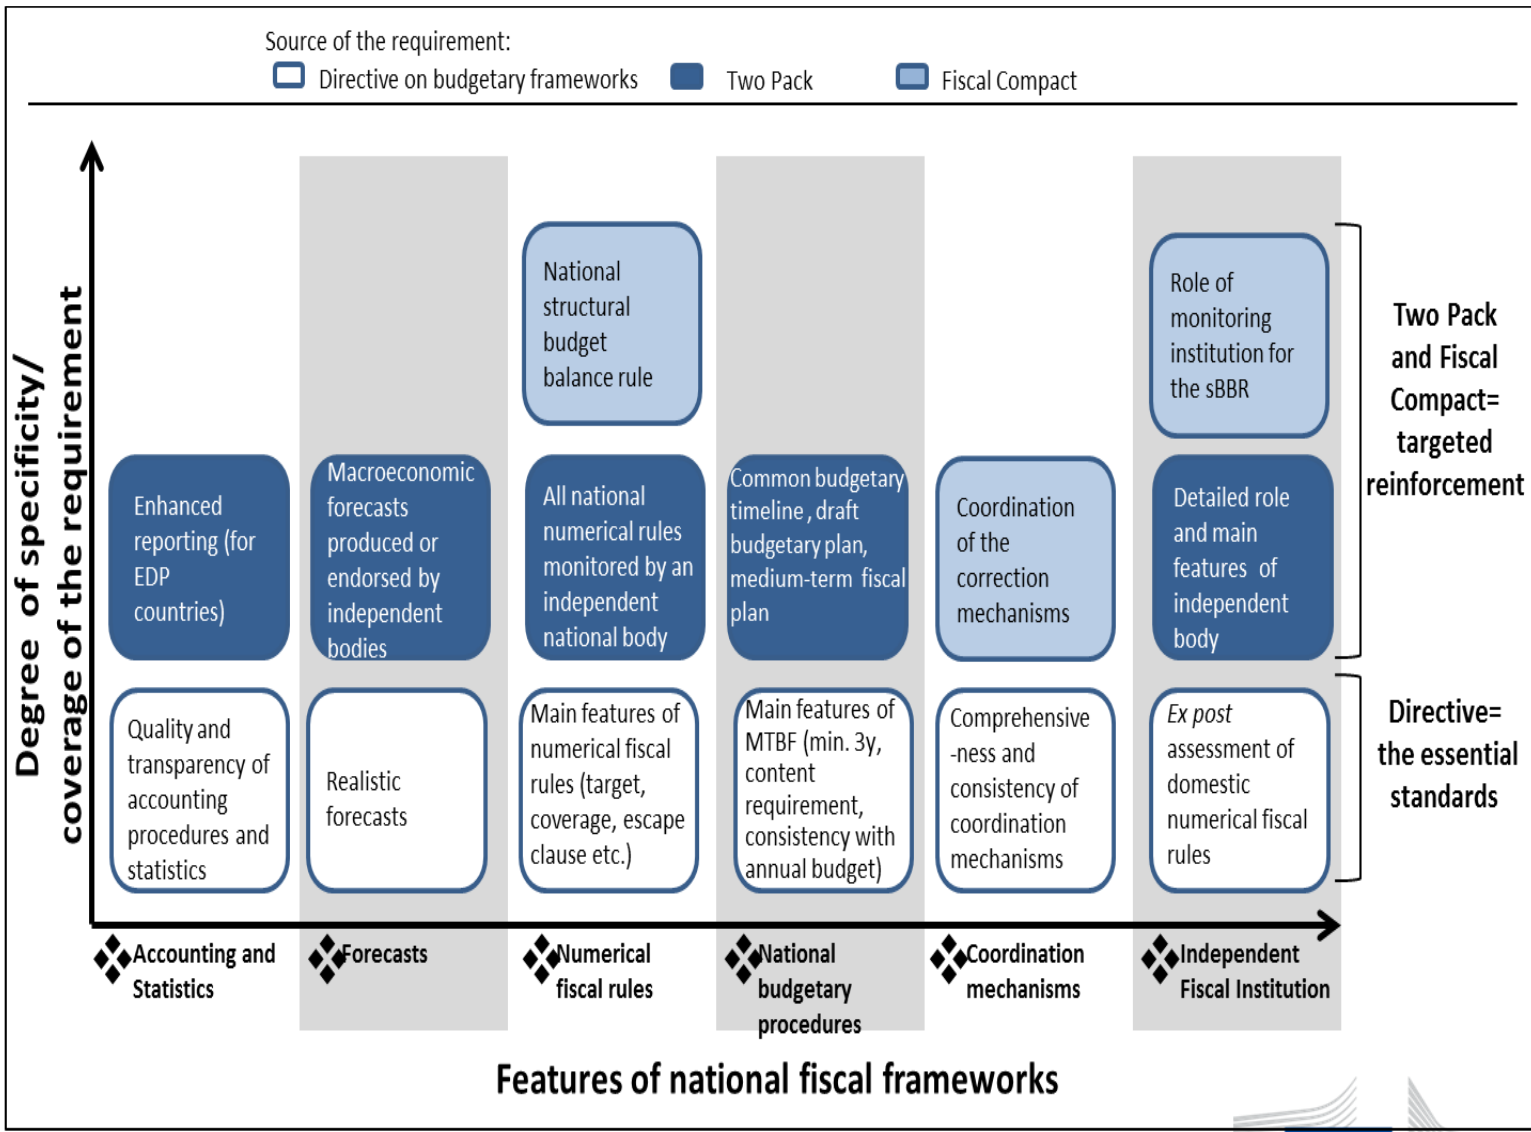 Source of the requirement:
Directive on budgetary frameworks
Two Pack
Fiscal Compact
Degree of specificity/
coverage of the requirement
National
structural
budget
balance rule
Role of
monitoring
institution for
the sBBR
Enhanced
reporting (for
EDP
countries)
Macroeconomic
forecasts
produced or
endorsed by
independent
bodies
All national
numerical rules
monitored by an
independent
national body
Common budgetary
timeline , draft
budgetary plan,
medium-term fiscal
plan
Coordination
of the
correction
mechanisms
Detailed role
and main
features of
independent
body
Two Pack
and Fiscal
Compact=
targeted
reinforcement
Quality and
transparency of
accounting
procedures and
statistics
Realistic
forecasts
Main features of
numerical fiscal
rules (target,
coverage, escape
clause etc.)
Main features of
MTBF (min. 3y,
content
requirement,
consistency with
annual budget)
Comprehensive
-ness and
consistency of
coordination
mechanisms
Ex post
assessment of
domestic
numerical fiscal
rules
Directive=
the essential
standards
Accounting and
Statistics
Forecasts
Numerical
fiscal rules
National
budgetary
procedures
Coordination
mechanisms
Independent
Fiscal Institution
Features of national fiscal frameworks